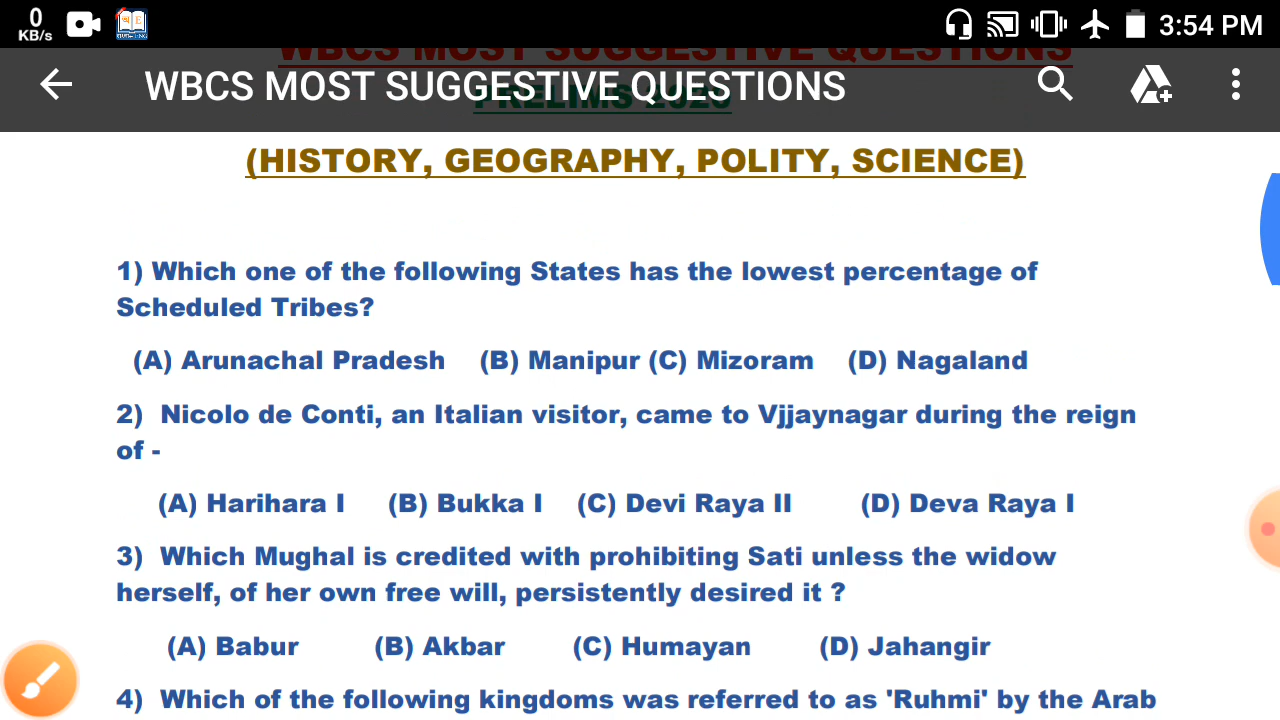 0
KB/s
3:54 PM
WBCS MOST SUGGESTIVE QUESTIONS
WBCS MOST SUGGESTIVE QUESTIONS
(HISTORY, GEOGRAPHY, POLITY, SCIENCE)
1) Which one of the following States has the lowest percentage of
Scheduled Tribes?
(A) Arunachal Pradesh (B) Manipur (C) Mizoram (D) Nagaland
2) Nicolo de Conti, an Italian visitor, came to Vjjaynagar during the reign
of -
(A) Harihara I (B) Bukka I (C) Devi Raya II (D) Deva Raya I
3) Which Mughal is credited with prohibiting Sati unless the widow
herself, of her own free will, persistently desired it ?
(A) Babur (B) Akbar (C) Humayan (D) Jahangir
4) Which of the following kingdoms was referred to as 'Ruhmi' by the Arab